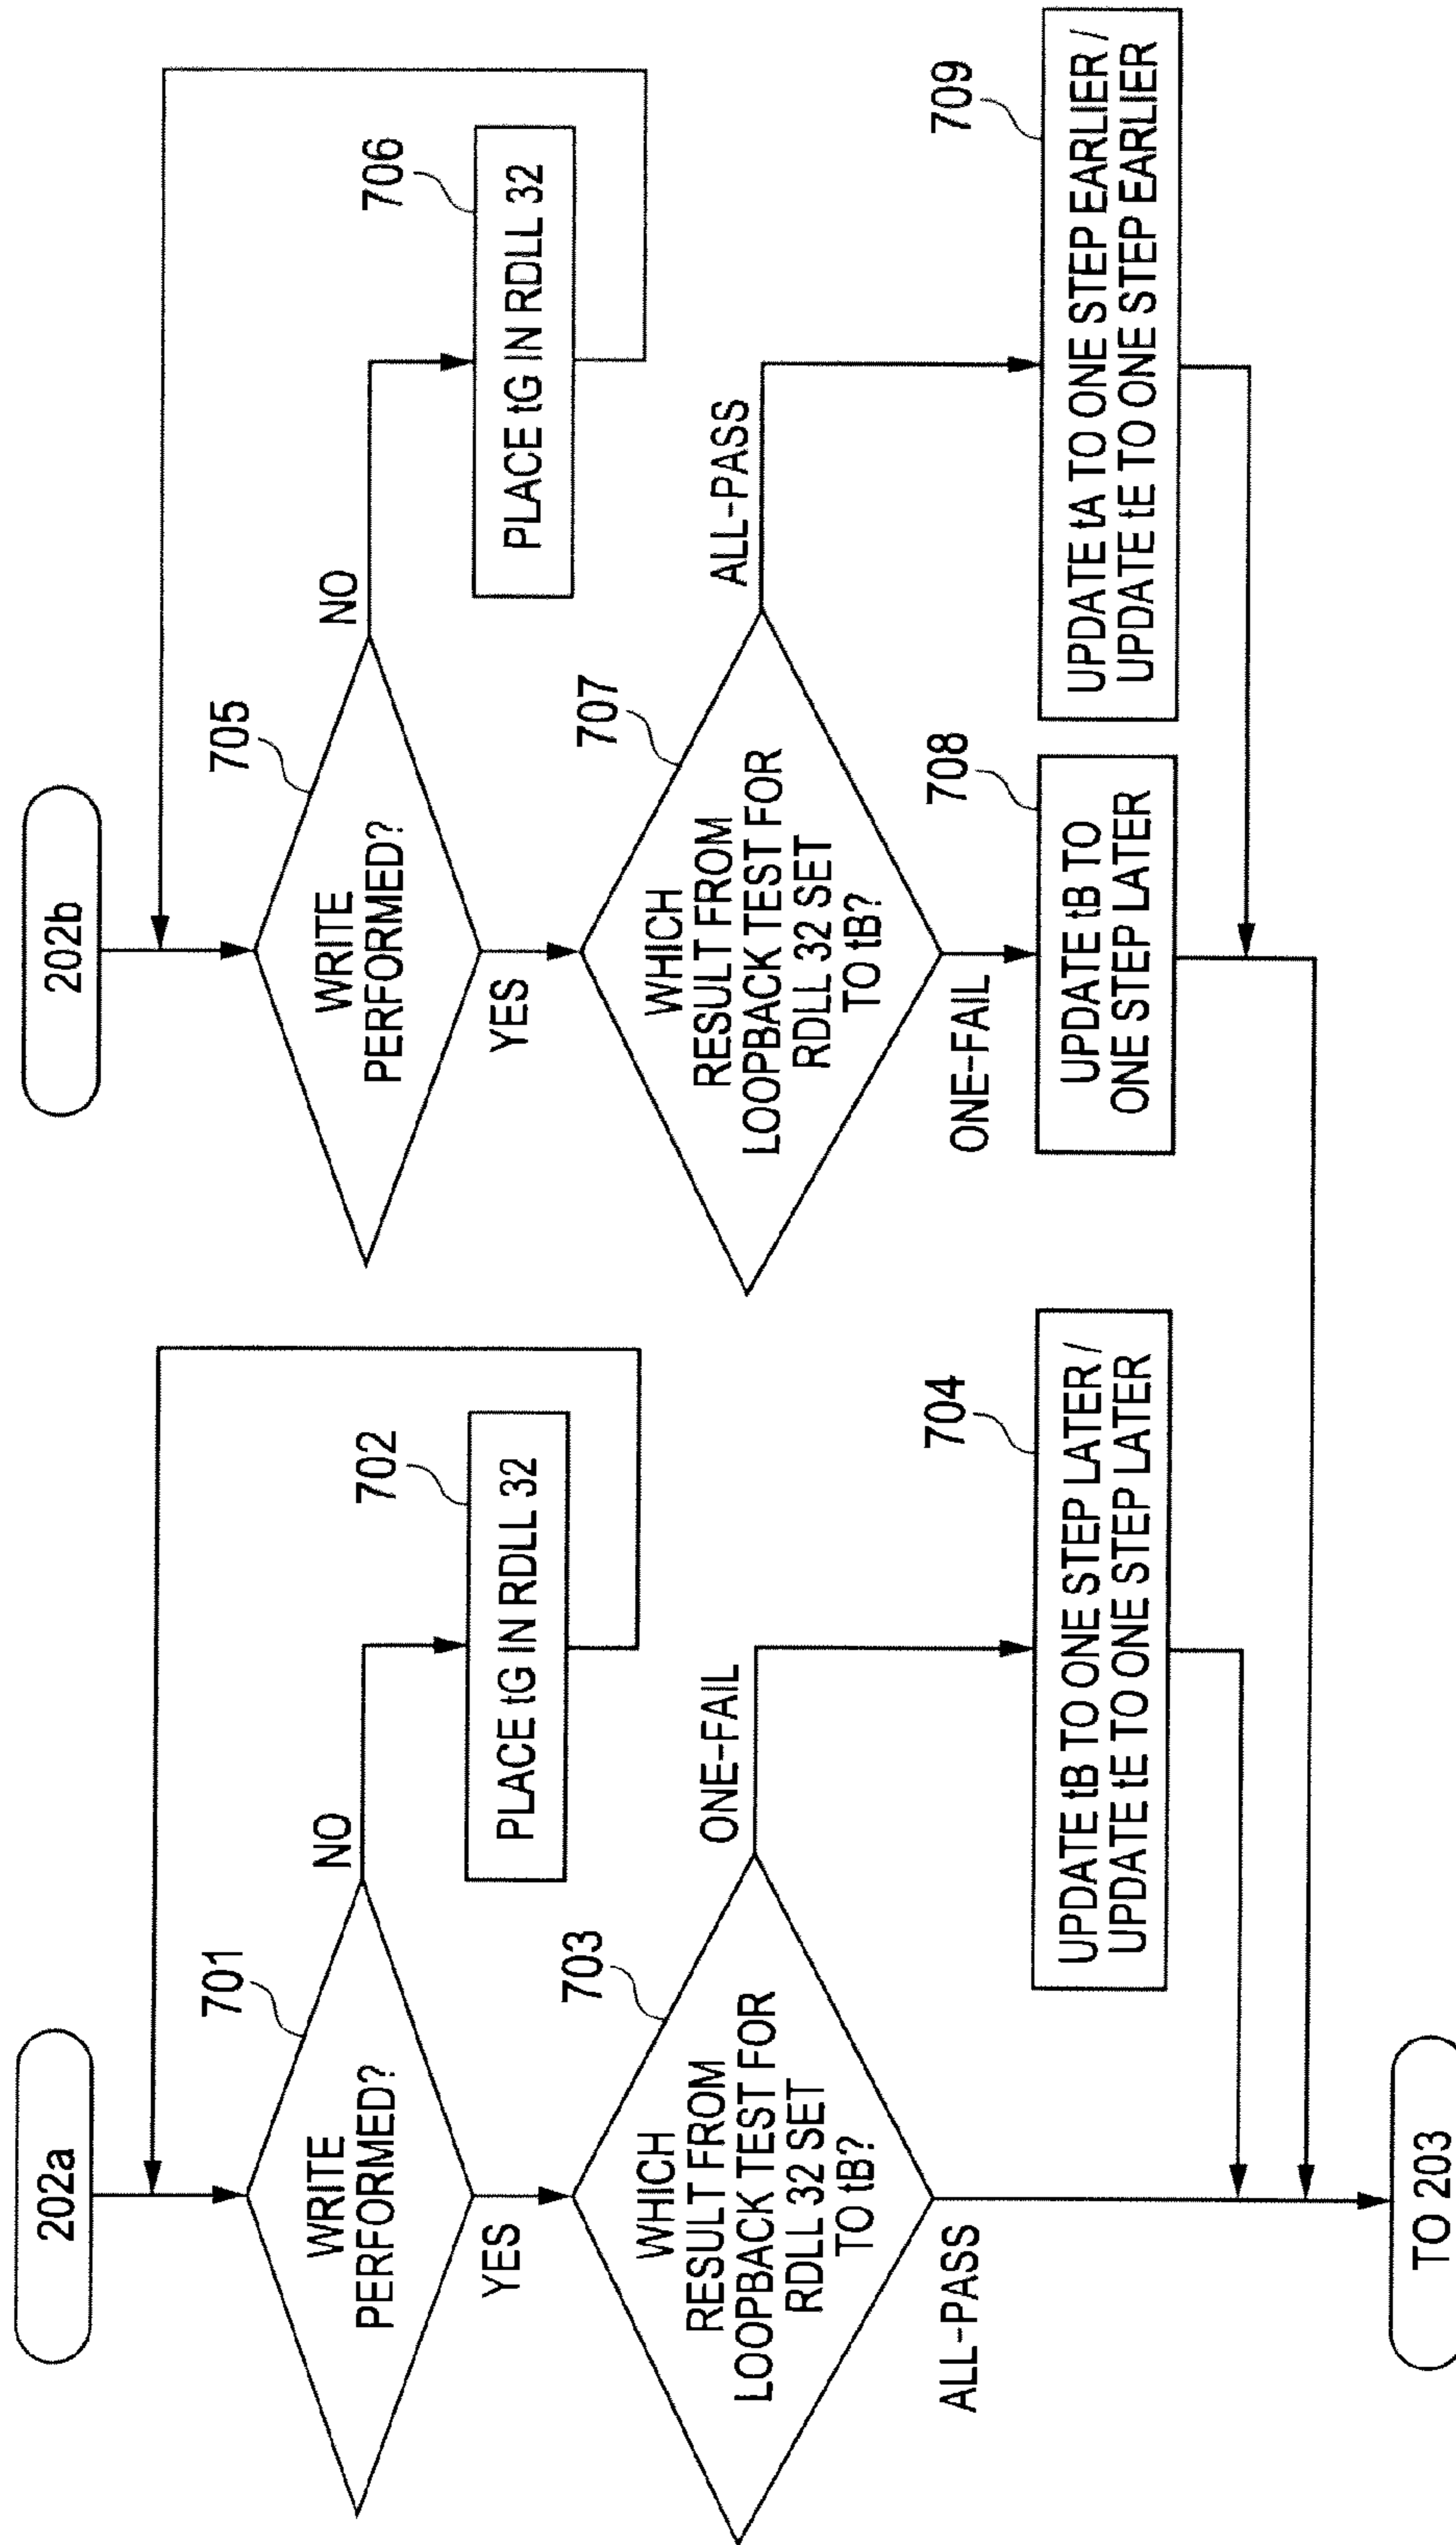 202a
701
WRITE
PERFORMED?
NO
YES
702
PLACE tG IN RDLL 32
703
WHICH
RESULT FROM
LOOPBACK TEST FOR
RDLL 32 SET
TO tB?
ONE-FAIL
ALL-PASS
704
UPDATE tB TO ONE STEP LATER /
UPDATE tE TO ONE STEP LATER
TO 203
202b
705
WRITE
PERFORMED?
NO
YES
706
PLACE tG IN RDLL 32
707
WHICH
RESULT FROM
LOOPBACK TEST FOR
RDLL 32 SET
TO tB?
ALL-PASS
ONE-FAIL
708
UPDATE tB TO
ONE STEP LATER
709
UPDATE tA TO ONE STEP EARLIER /
UPDATE tE TO ONE STEP EARLIER